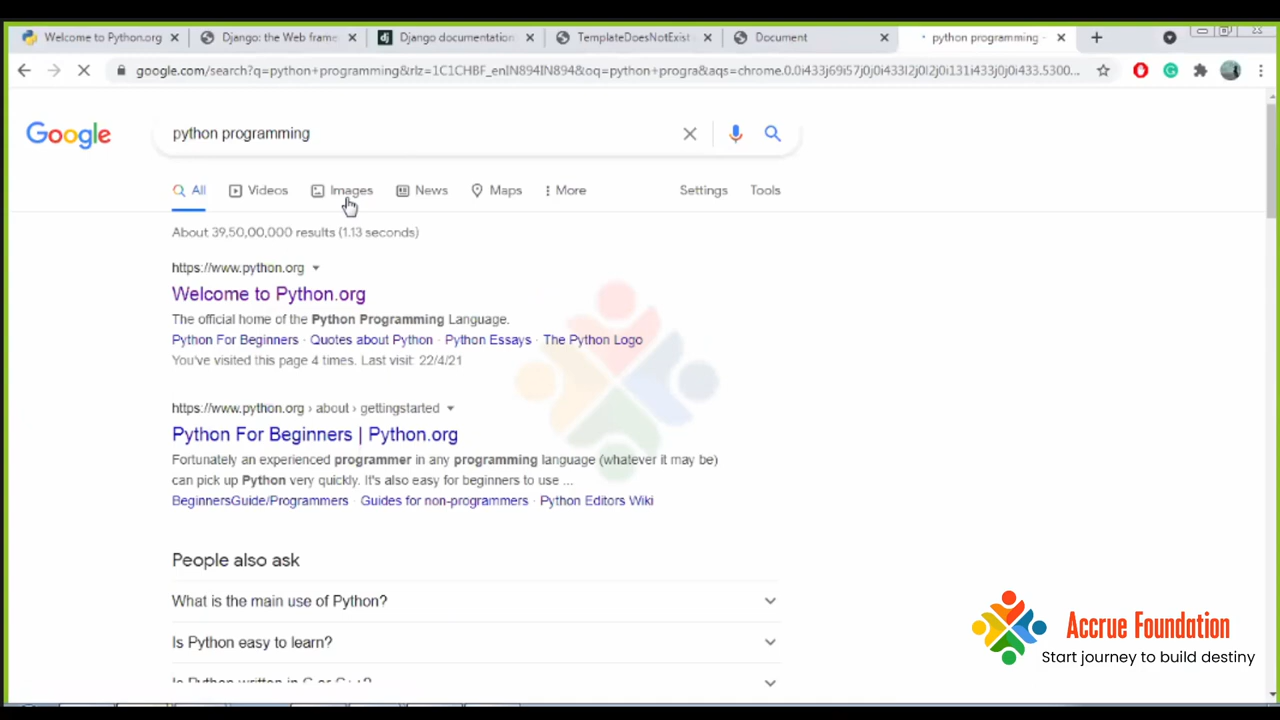 Welcome to Python.org
Django: the Web frame
Django documentation
TemplateDoesNotExist
Document
python programming -
google.com/search?q=python+programming&rlz=1C1CHBF_enIN894IN894&oq=python+progra&aqs=chrome.0.0i433j69i57j0j0i433l2j0l2j0i131i433j0j0i433.5300...
Google
python programming
All
Videos
Images
News
Maps
More
Settings
Tools
About 39,50,00,000 results (1.13 seconds)
https://www.python.org
Welcome to Python.org
The official home of the Python Programming Language.
Python For Beginners · Quotes about Python · Python Essays · The Python Logo
You've visited this page 4 times. Last visit: 22/4/21
https://www.python.org › about › gettingstarted
Python For Beginners | Python.org
Fortunately an experienced programmer in any programming language (whatever it may be)
can pick up Python very quickly. It's also easy for beginners to use ...
BeginnersGuide/Programmers · Guides for non-programmers · Python Editors Wiki
People also ask
What is the main use of Python?
Is Python easy to learn?
Is Python written in C or C++?
Accrue Foundation
Start journey to build destiny